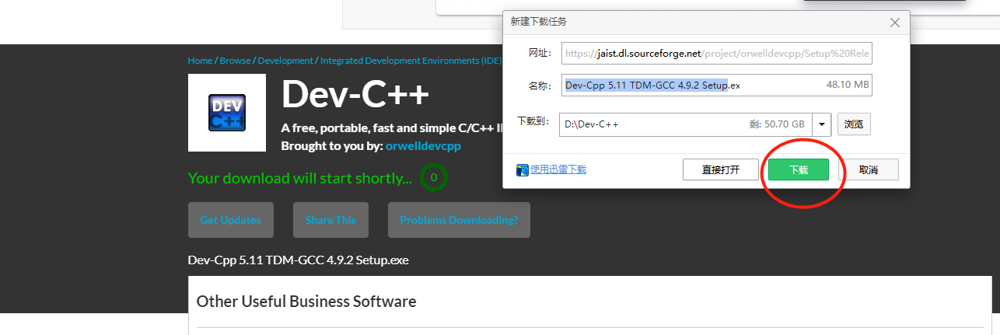 新建下载任务
网址：
https://jaist.dl.sourceforge.net/project/orwelldevcpp/Setup%20Rele
名称：
Dev-Cpp 5.11 TDM-GCC 4.9.2 Setup.ex
48.10 MB
下载到：
D:\Dev-C++
剩: 50.70 GB
浏览
使用迅雷下载
直接打开
下载
取消
Home / Browse / Development / Integrated Development Environments (IDE)
DEV
C++
Dev-C++
A free, portable, fast and simple C/C++ I
Brought to you by: orwelldevcpp
Your download will start shortly...
0
Get Updates
Share This
Problems Downloading?
Dev-Cpp 5.11 TDM-GCC 4.9.2 Setup.exe
Other Useful Business Software